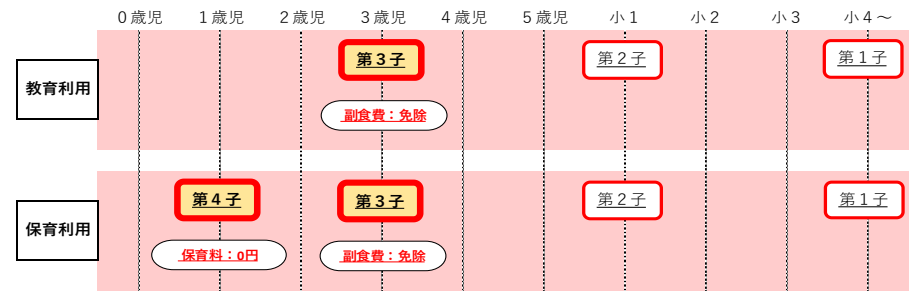 ０歳児 １歳児 ２歳児 ３歳児 ４歳児 ５歳児 小１ 小２ 小３ 小４～
教育利用
第３子 第２子 第１子
副食費：免除
保育利用
第４子 第３子 第２子 第１子
保育料：0円 副食費：免除